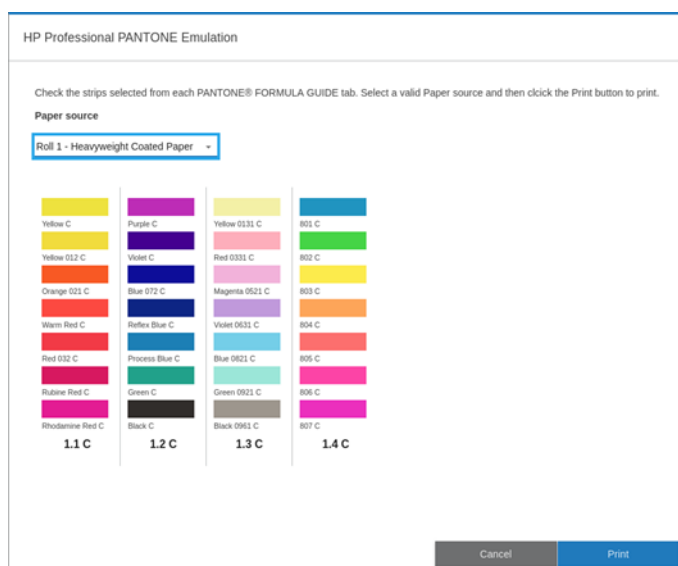 HP Professional PANTONE Emulation
Check the strips selected from each PANTONE® FORMULA GUIDE tab. Select a valid Paper source and then clcick the Print button to print.
Paper source
Roll 1 - Heavyweight Coated Paper
Yellow C
Purple C
Yellow 0131 C
801 C
Yellow 012 C
Violet C
Red 0331 C
802 C
Orange 021 C
Blue 072 C
Magenta 0521 C
803 C
Warm Red C
Reflex Blue C
Violet 0631 C
804 C
Red 032 C
Process Blue C
Blue 0821 C
805 C
Rubine Red C
Green C
Green 0921 C
806 C
Rhodamine Red C
Black C
Black 0961 C
807 C
1.1 C
1.2 C
1.3 C
1.4 C
Cancel
Print